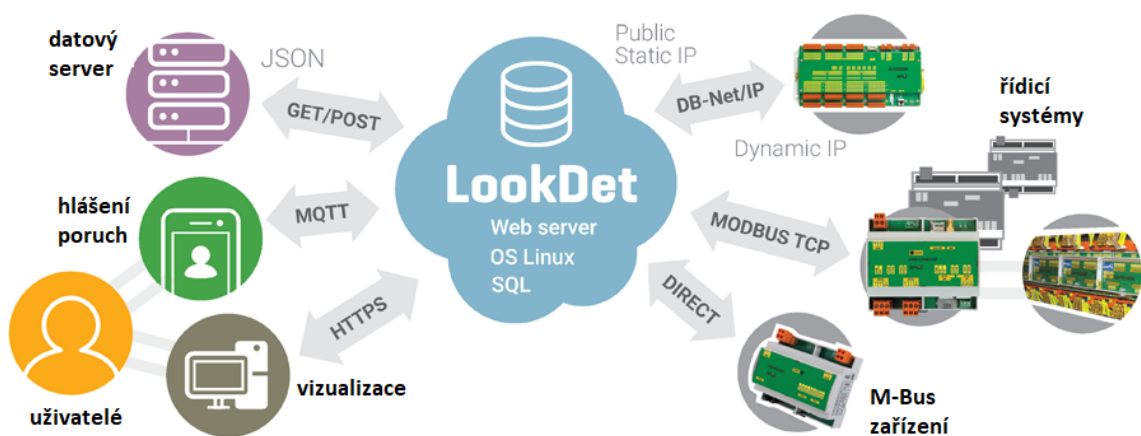 datový
server
JSON
GET/POST
hlášení
poruch
MQTT
HTTPS
vizualizace
uživatelé
LookDet
Web server
OS Linux
SQL
Public
Static IP
DB-Net/IP
Dynamic IP
řídicí
systémy
MODBUS TCP
DIRECT
M-Bus
zařízení